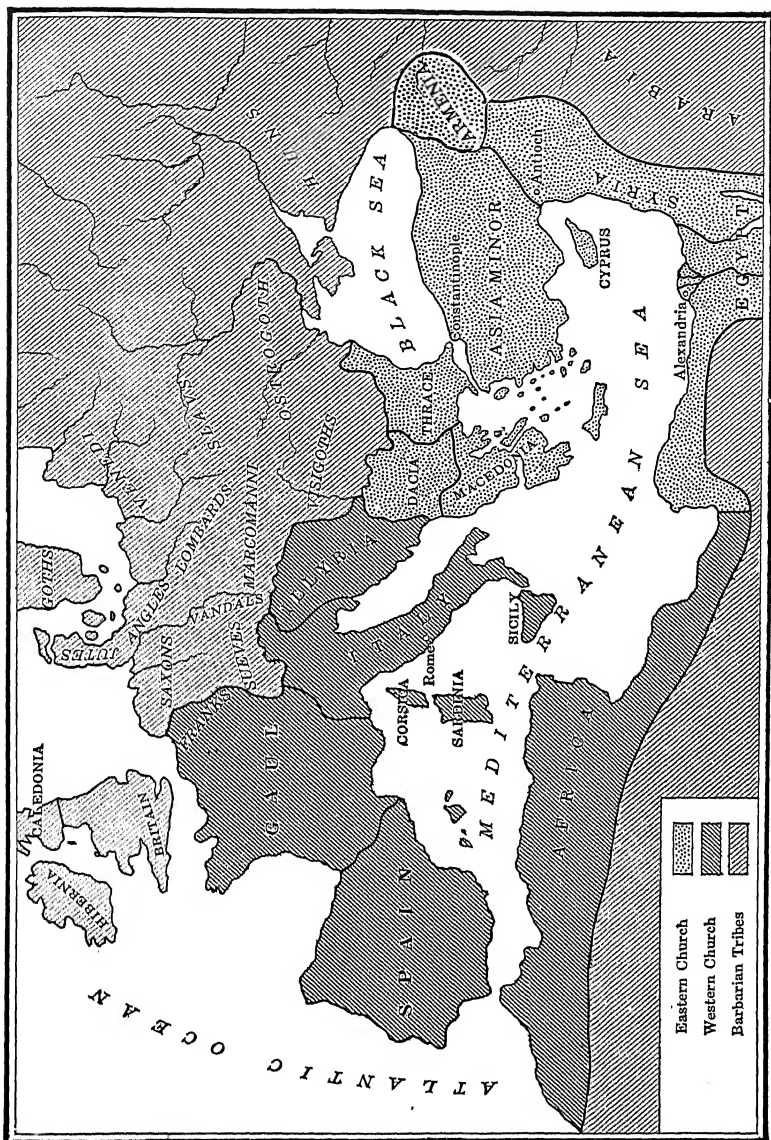 CALEDONIA
HIBERNIA
BRITAIN
ATLANTIC OCEAN
GOTHS
JUTES
ANGLES
SAXONS
LOMBARDS
VANDALS
SUEVES
MARCOMANNI
FRANKS
VENEDI
SLAVS
OSTROGOTH
VISIGOTHS
HUNS
GAUL
SPAIN
ITALY
Rome
ILLYRIA
DACIA
THRACE
MACEDONIA
CORSICA
SARDINIA
SICILY
BLACK SEA
Constantinople
ASIA MINOR
ARMENIA
Antioch
SYRIA
ARABIA
CYPRUS
MEDITERRANEAN SEA
Alexandria
EGYPT
AFRICA
Eastern Church
Western Church
Barbarian Tribes